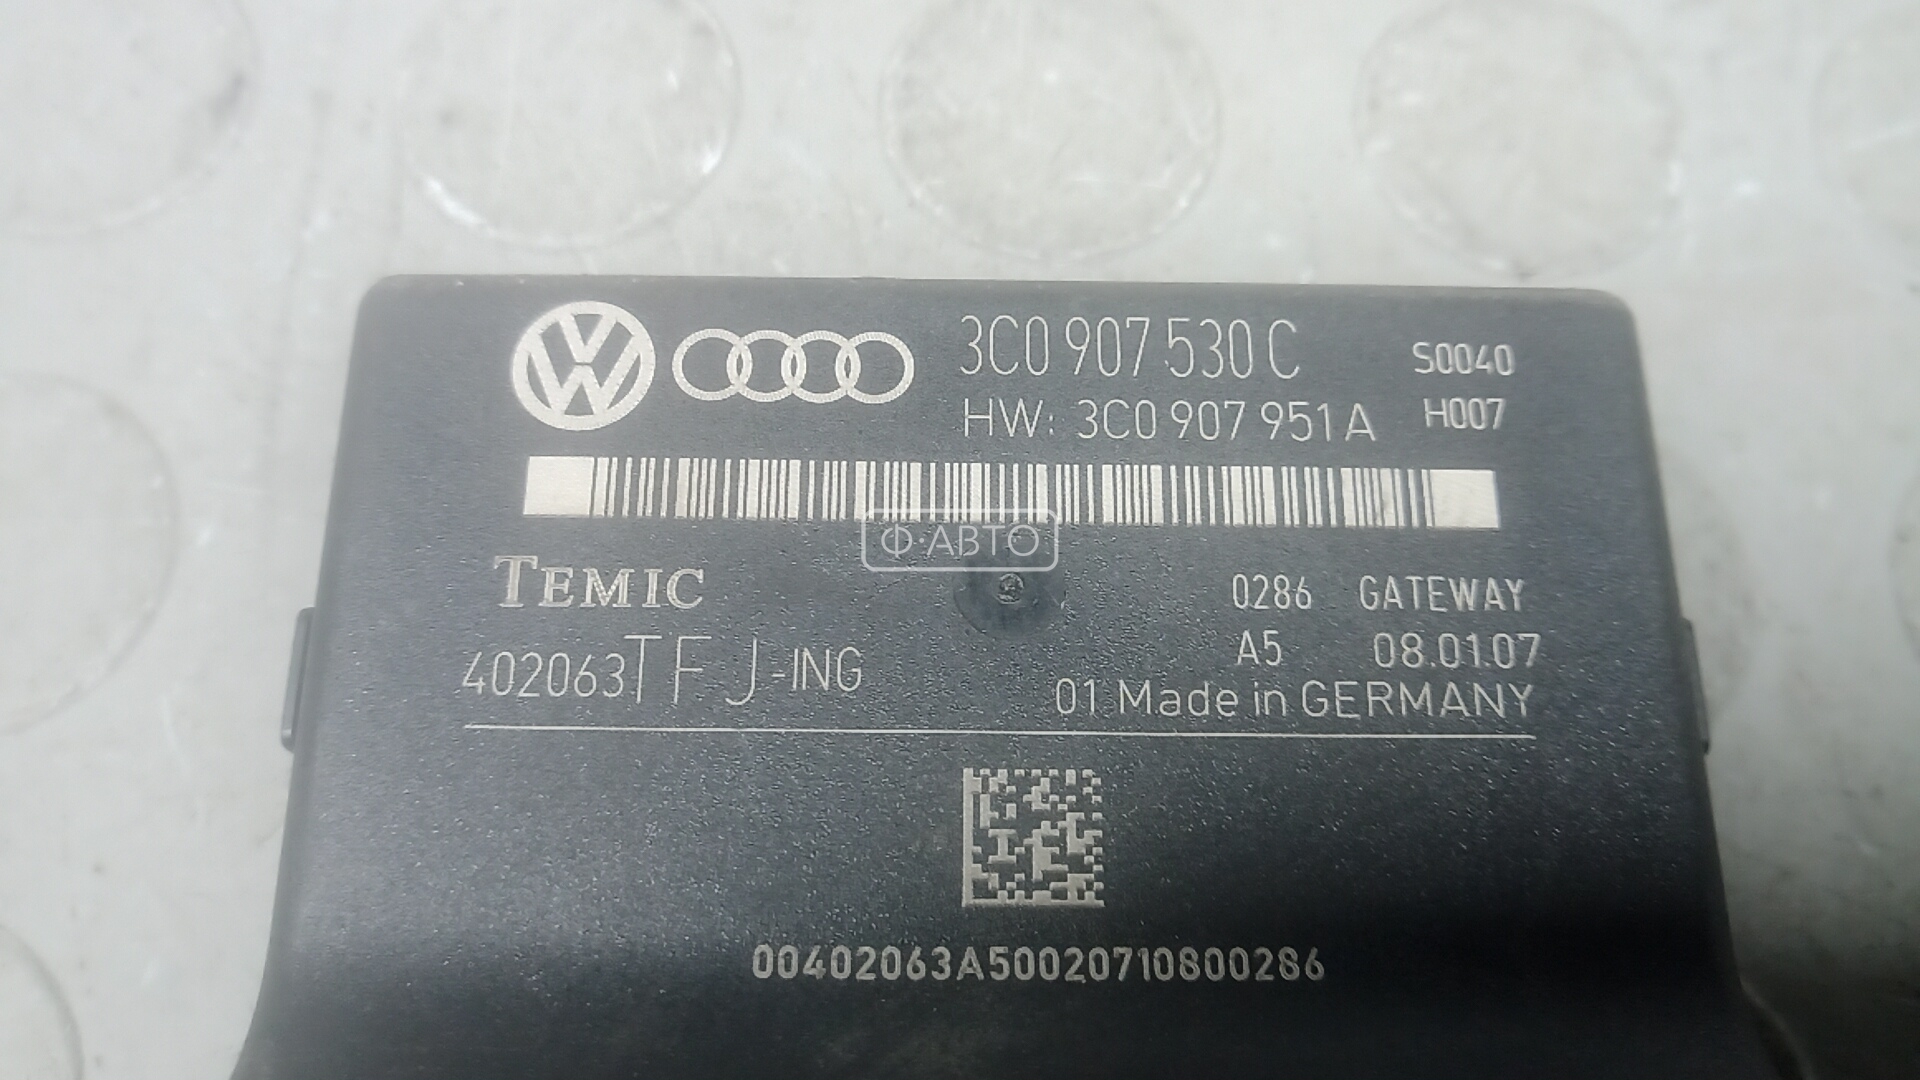 3C0 907 530 C S0040
HW: 3C0 907 951 A H007
Ф·АВТО
TEMIC 0286 GATEWAY
402063TFJ-ING A5 08.01.07
01 Made in GERMANY
00402063A50020710800286